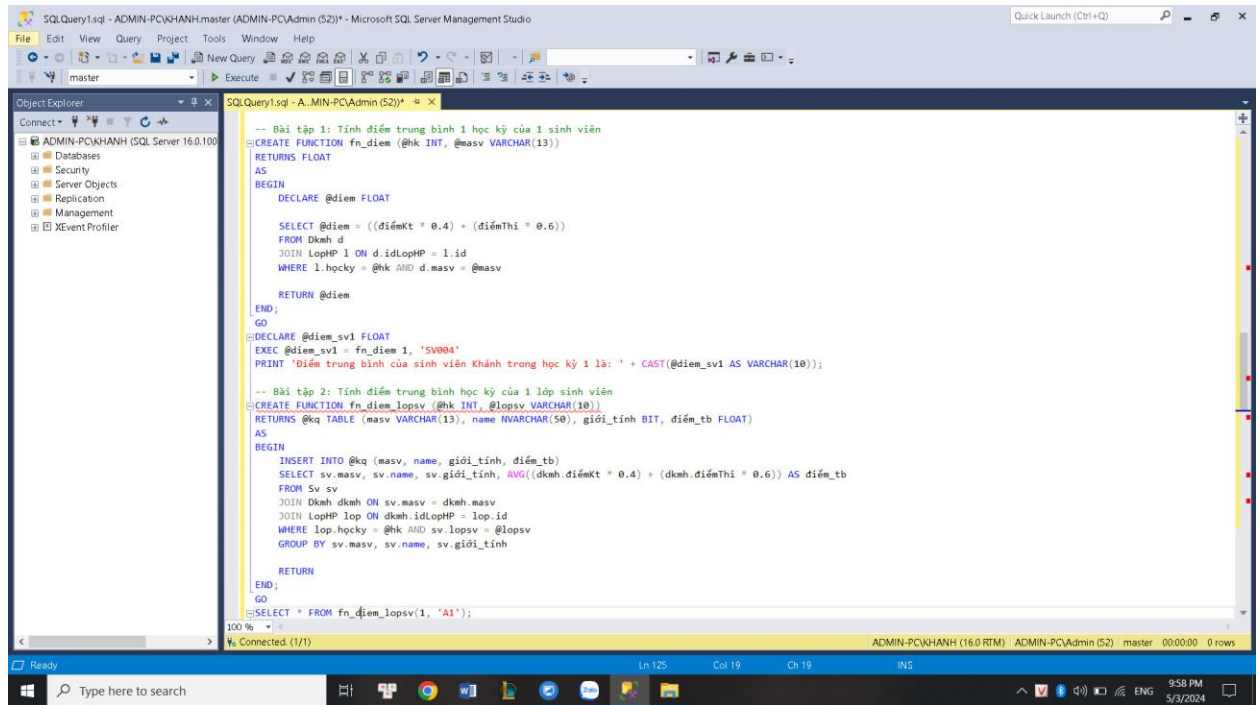 SQLQuery1.sql - ADMIN-PC\KHANH.master (ADMIN-PC\Admin (52))* - Microsoft SQL Server Management Studio
Quick Launch (Ctrl+Q)
File Edit View Query Project Tools Window Help
New Query
master
Execute
Object Explorer
SQLQuery1.sql - A...MIN-PC\Admin (52))*
Connect
ADMIN-PC\KHANH (SQL Server 16.0.100
Databases
Security
Server Objects
Replication
Management
XEvent Profiler
-- Bài tập 1: Tính điểm trung bình 1 học kỳ của 1 sinh viên
CREATE FUNCTION fn_diem (@hk INT, @masv VARCHAR(13))
RETURNS FLOAT
AS
BEGIN
DECLARE @diem FLOAT
SELECT @diem = ((điểmKt * 0.4) + (điểmThi * 0.6))
FROM Dkmh d
JOIN LopHP l ON d.idLopHP = l.id
WHERE l.họcky = @hk AND d.masv = @masv
RETURN @diem
END;
GO
DECLARE @diem_sv1 FLOAT
EXEC @diem_sv1 = fn_diem 1, 'SV004'
PRINT 'Điểm trung bình của sinh viên Khánh trong học kỳ 1 là: ' + CAST(@diem_sv1 AS VARCHAR(10));
-- Bài tập 2: Tính điểm trung bình học kỳ của 1 lớp sinh viên
CREATE FUNCTION fn_diem_lopsv (@hk INT, @lopsv VARCHAR(10))
RETURNS @kq TABLE (masv VARCHAR(13), name NVARCHAR(50), giới_tính BIT, điểm_tb FLOAT)
AS
BEGIN
INSERT INTO @kq (masv, name, giới_tính, điểm_tb)
SELECT sv.masv, sv.name, sv.giới_tính, AVG((dkmh.điểmKt * 0.4) + (dkmh.điểmThi * 0.6)) AS điểm_tb
FROM Sv sv
JOIN Dkmh dkmh ON sv.masv = dkmh.masv
JOIN LopHP lop ON dkmh.idLopHP = lop.id
WHERE lop.họcky = @hk AND sv.lopsv = @lopsv
GROUP BY sv.masv, sv.name, sv.giới_tính
RETURN
END;
GO
SELECT * FROM fn_diem_lopsv(1, 'A1');
100 %
Connected. (1/1)
ADMIN-PC\KHANH (16.0 RTM) ADMIN-PC\Admin (52) master 00:00:00 0 rows
Ready
Ln 125 Col 19 Ch 19 INS
Type here to search
Zalo
ENG
9:58 PM
5/3/2024